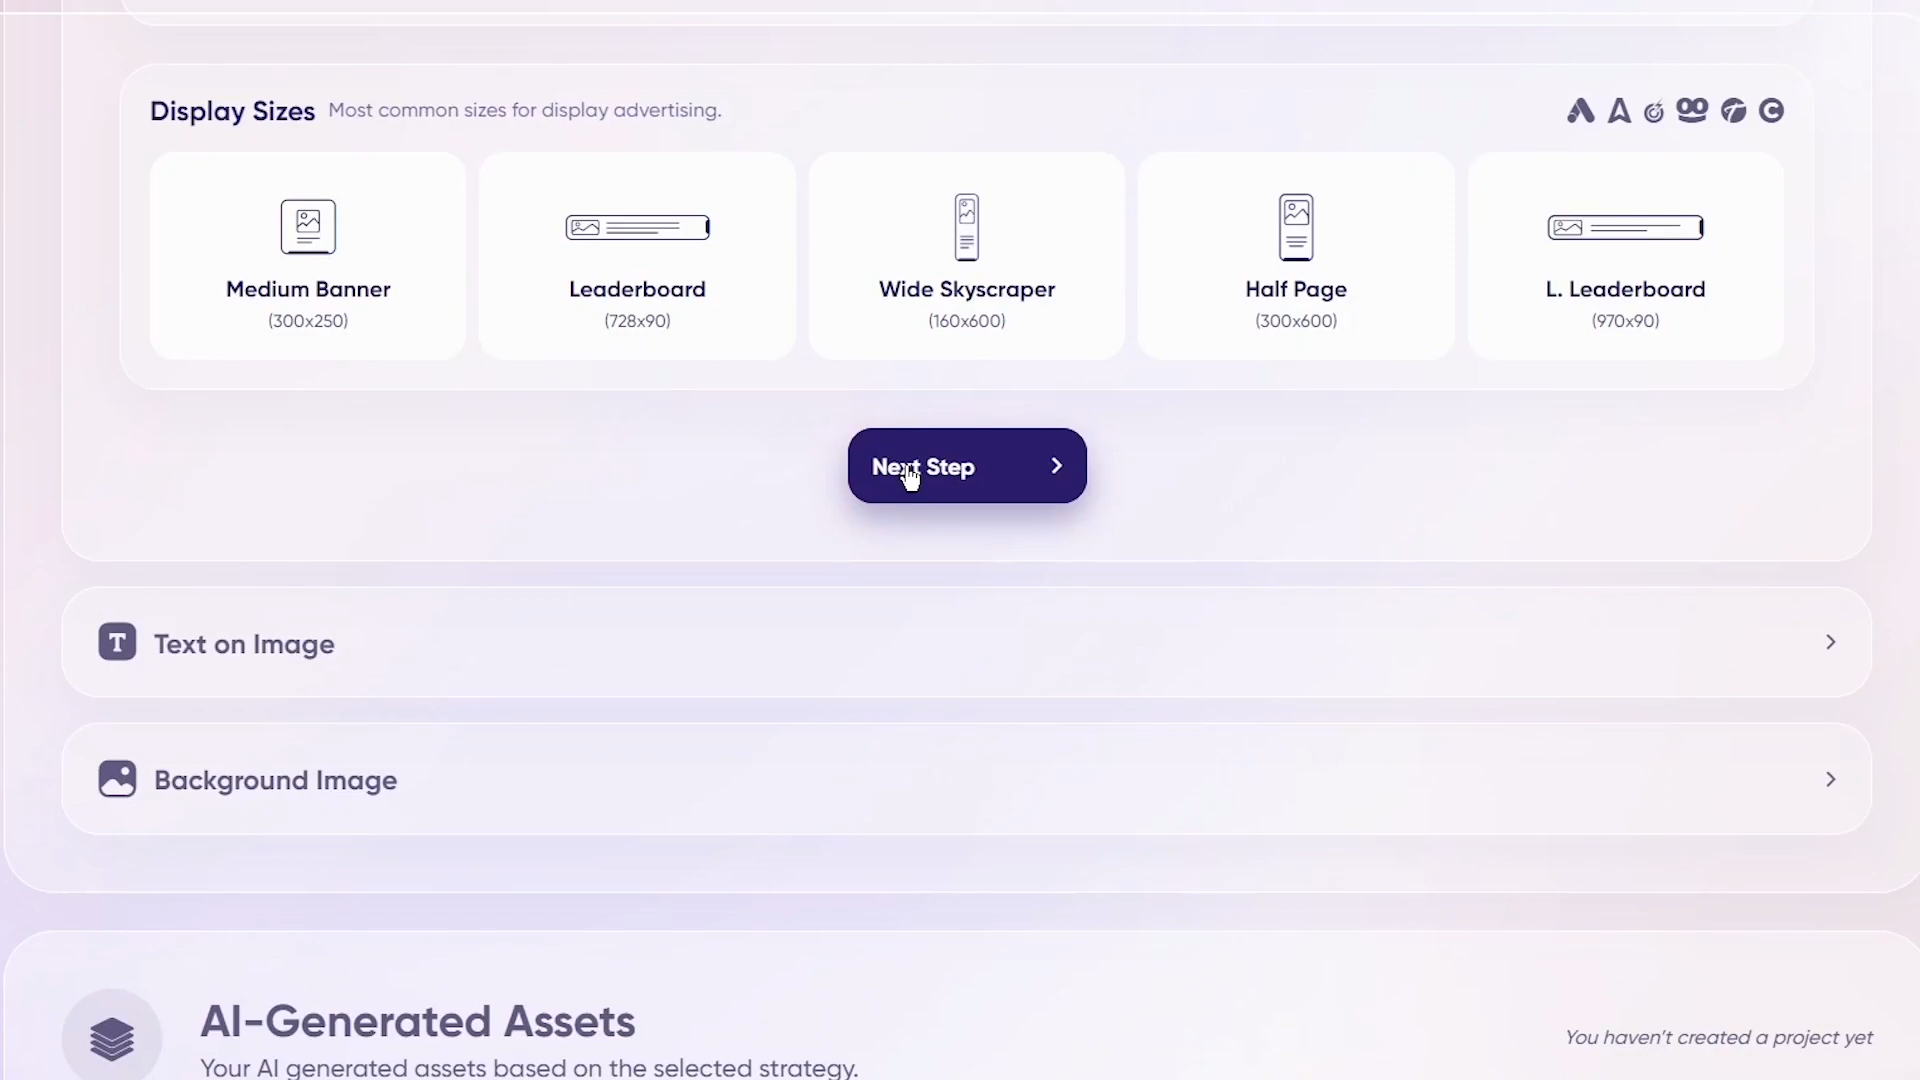 Display Sizes Most common sizes for display advertising.
Medium Banner
(300x250)
Leaderboard
(728x90)
Wide Skyscraper
(160x600)
Half Page
(300x600)
L. Leaderboard
(970x90)
Next Step
Text on Image
Background Image
AI-Generated Assets
Your AI generated assets based on the selected strategy.
You haven't created a project yet